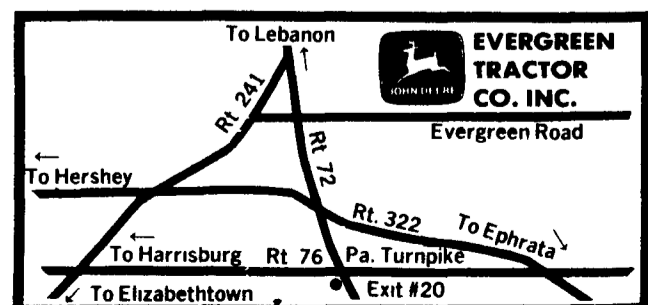 To Lebanon
EVERGREEN
TRACTOR
CO. INC.
JOHN DEERE
Rt 241
Evergreen Road
Rt 72
To Hershey
Rt. 322
To Ephrata
To Harrisburg Rt 76 Pa. Turnpike
To Elizabethtown Exit #20